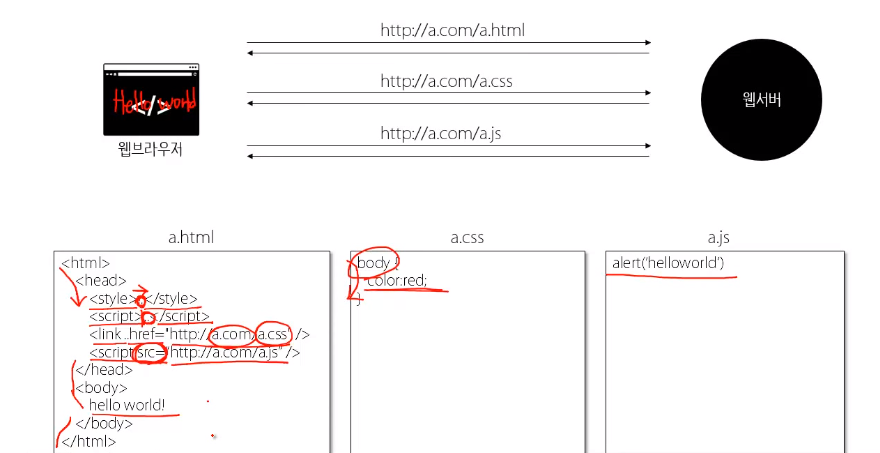 http://a.com/a.html
http://a.com/a.css
http://a.com/a.js
Hello world
</>
웹브라우저
웹서버
a.html
<html>
<head>
<style>..</style>
<script>..</script>
<link ..href="http://a.com/a.css" />
<script src="http://a.com/a.js" />
</head>
<body>
hello world!
</body>
</html>
a.css
body {
color:red;
}
a.js
alert('helloworld')